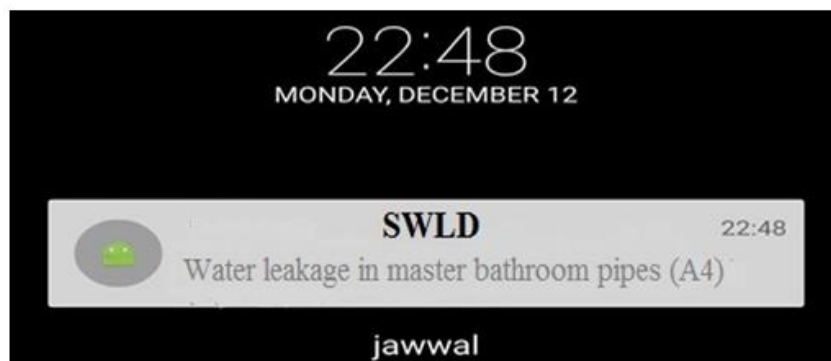 22:48
MONDAY, DECEMBER 12
SWLD
22:48
Water leakage in master bathroom pipes (A4)
jawwal